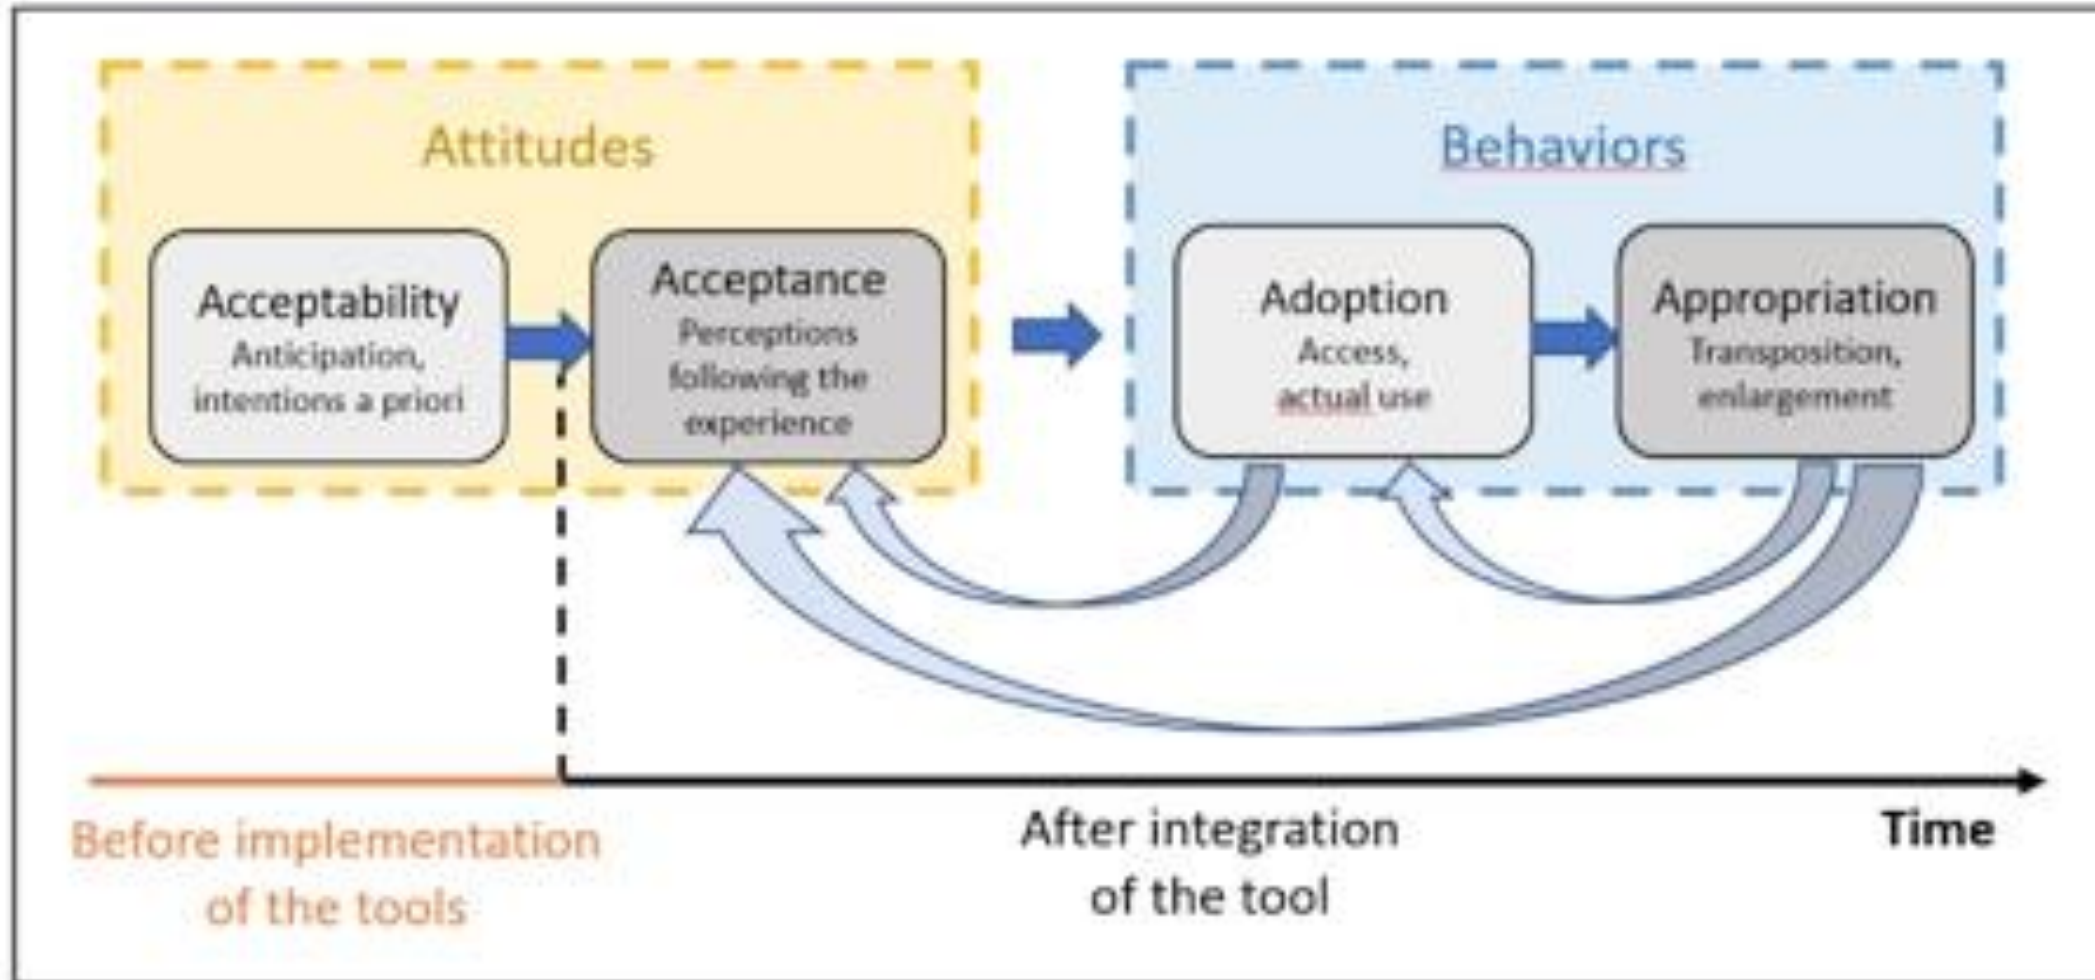 Attitudes
Behaviors
Acceptability
Anticipation,
intentions a priori
Acceptance
Perceptions
following the
experience
Adoption
Access,
actual use
Appropriation
Transposition,
enlargement
Before implementation
of the tools
After integration
of the tool
Time